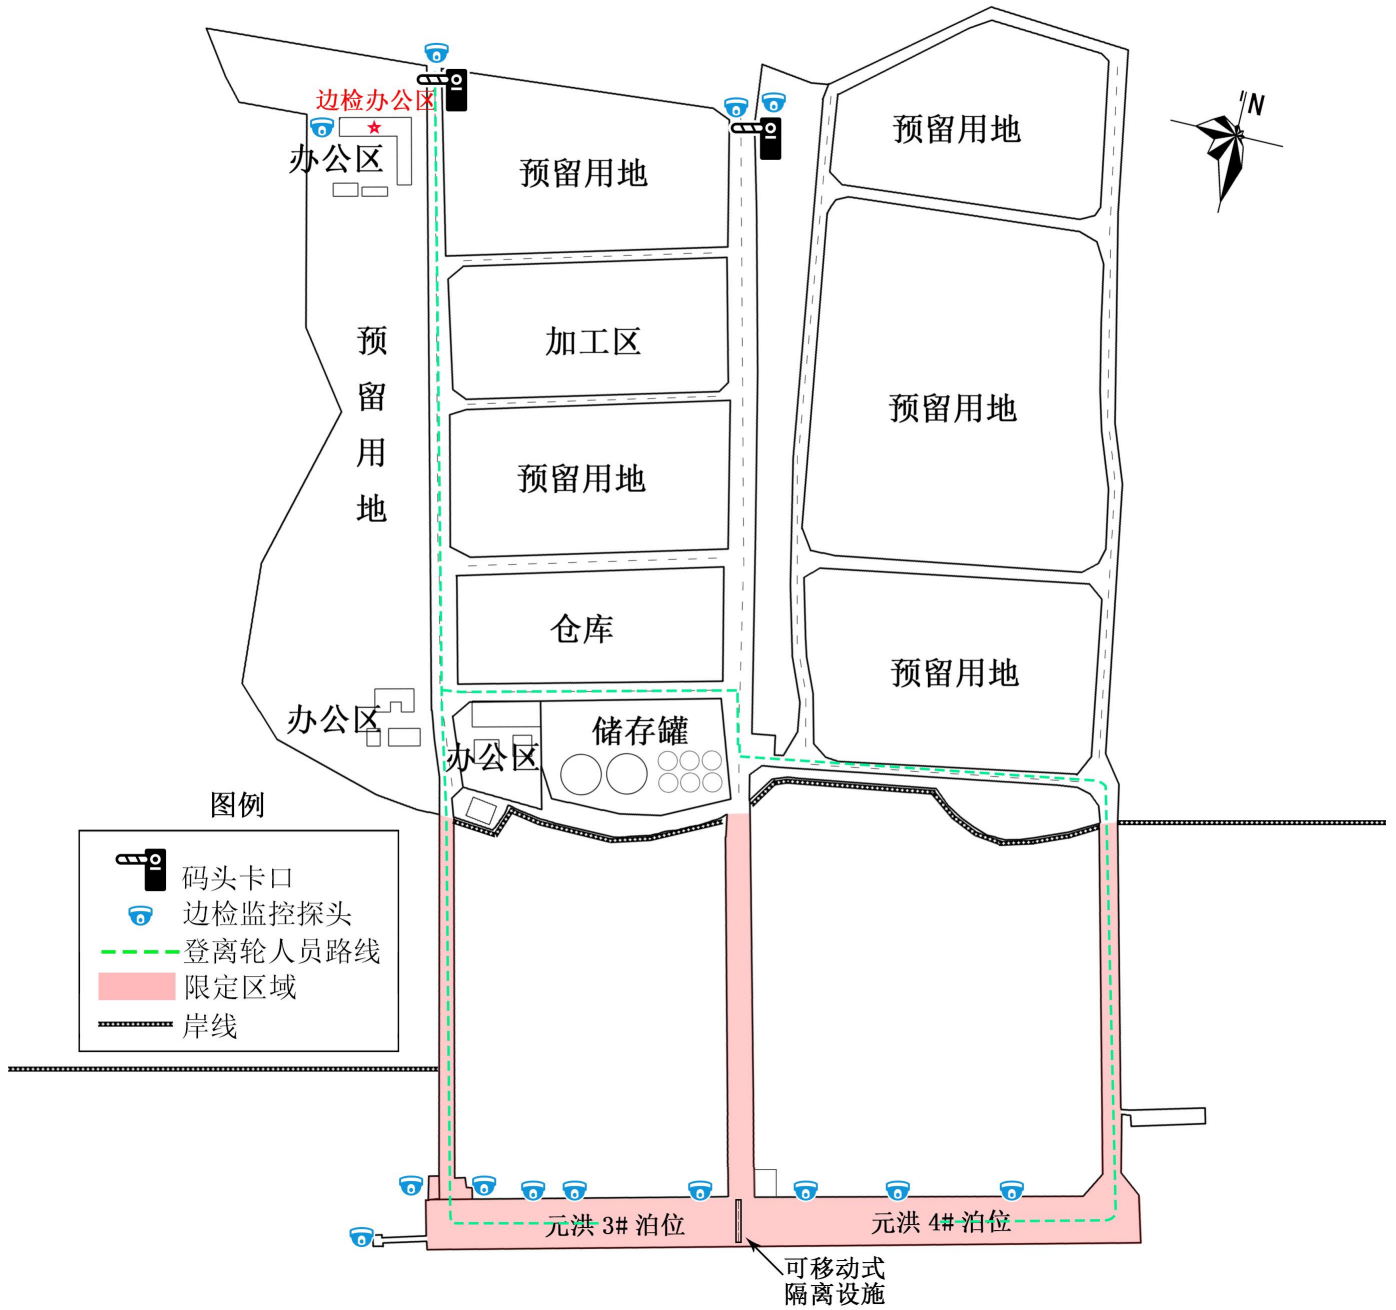 N
边检办公区
办公区
预留用地
预留用地
加工区
预留用地
预留用地
预留用地
仓库
预留用地
办公区
办公区
储存罐
图例
码头卡口
边检监控探头
登离轮人员路线
限定区域
岸线
元洪 3# 泊位
元洪 4# 泊位
可移动式
隔离设施